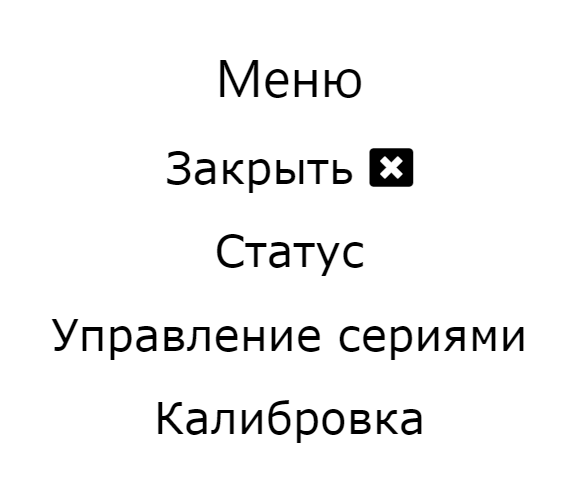 Меню
Закрыть
Статус
Управление сериями
Калибровка